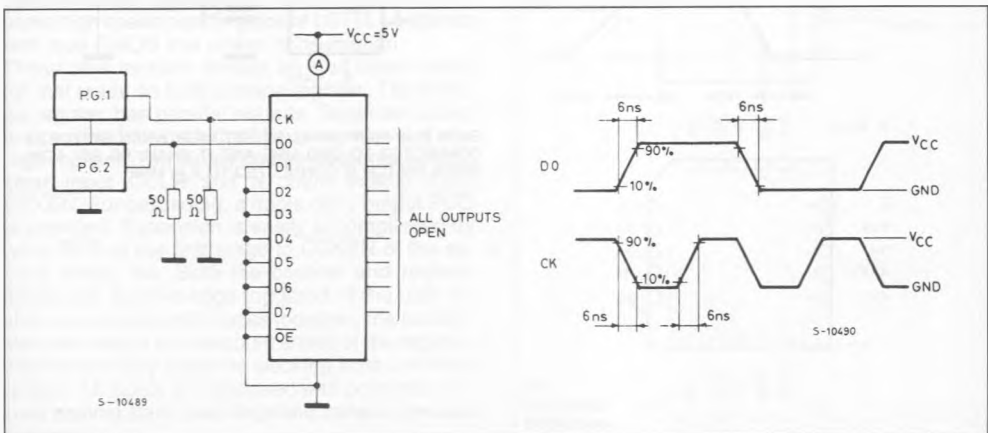 VCC=5V
A
P.G.1
P.G.2
CK
D0
D1
D2
D3
D4
D5
D6
D7
OE
50
Ω
50
Ω
ALL OUTPUTS
OPEN
S-10489
6ns
6ns
D0
90%
10%
VCC
GND
CK
90%
10%
VCC
GND
6ns
6ns
S-10490